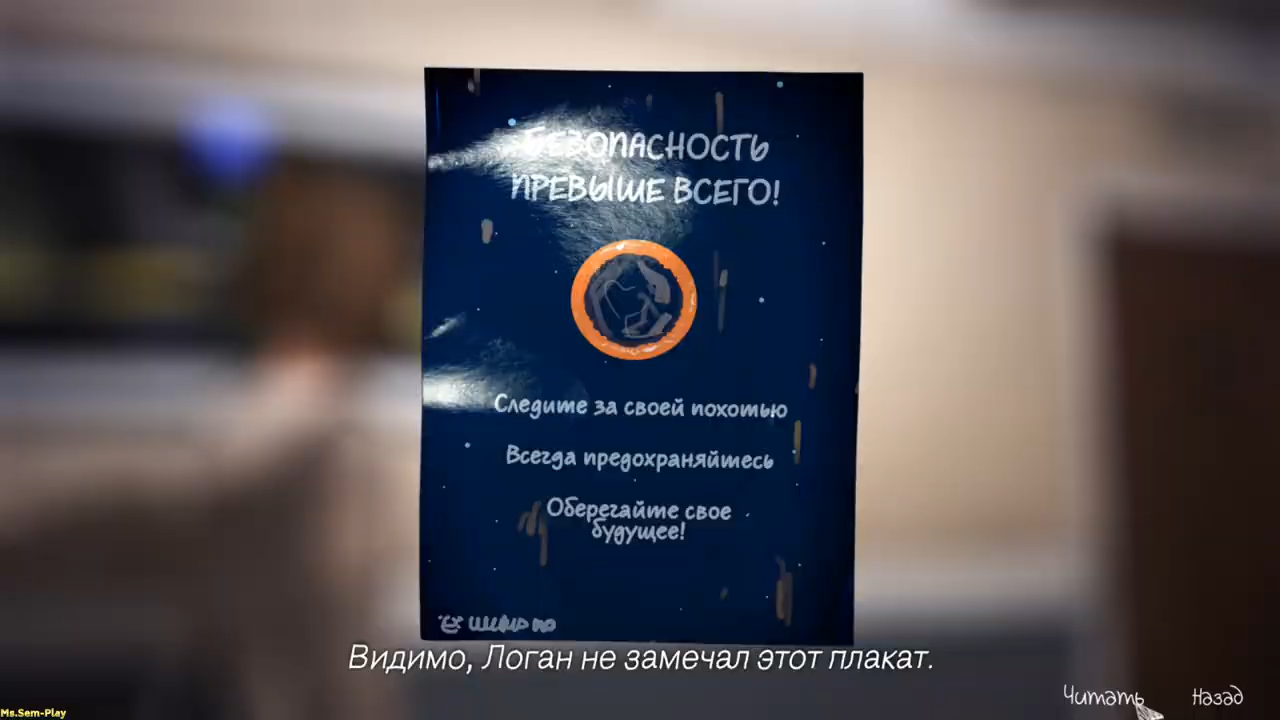 БЕЗОПАСНОСТЬ
ПРЕВЫШЕ ВСЕГО!
Следите за своей похотью
Всегда предохраняйтесь
Оберегайте свое
будущее!
Видимо, Логан не замечал этот плакат.
Читать Назад
Ms.Sem-Play